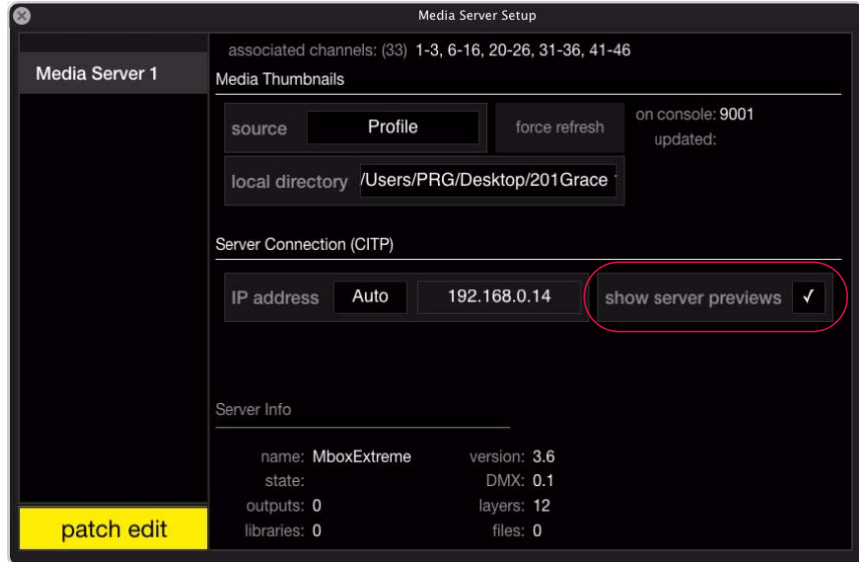 Media Server Setup
associated channels: (33) 1-3, 6-16, 20-26, 31-36, 41-46
Media Server 1
Media Thumbnails
source Profile force refresh on console: 9001
updated:
local directory /Users/PRG/Desktop/201Grace
Server Connection (CITP)
IP address Auto 192.168.0.14 show server previews ✓
Server Info
name: MboxExtreme version: 3.6
state: DMX: 0.1
outputs: 0 layers: 12
libraries: 0 files: 0
patch edit